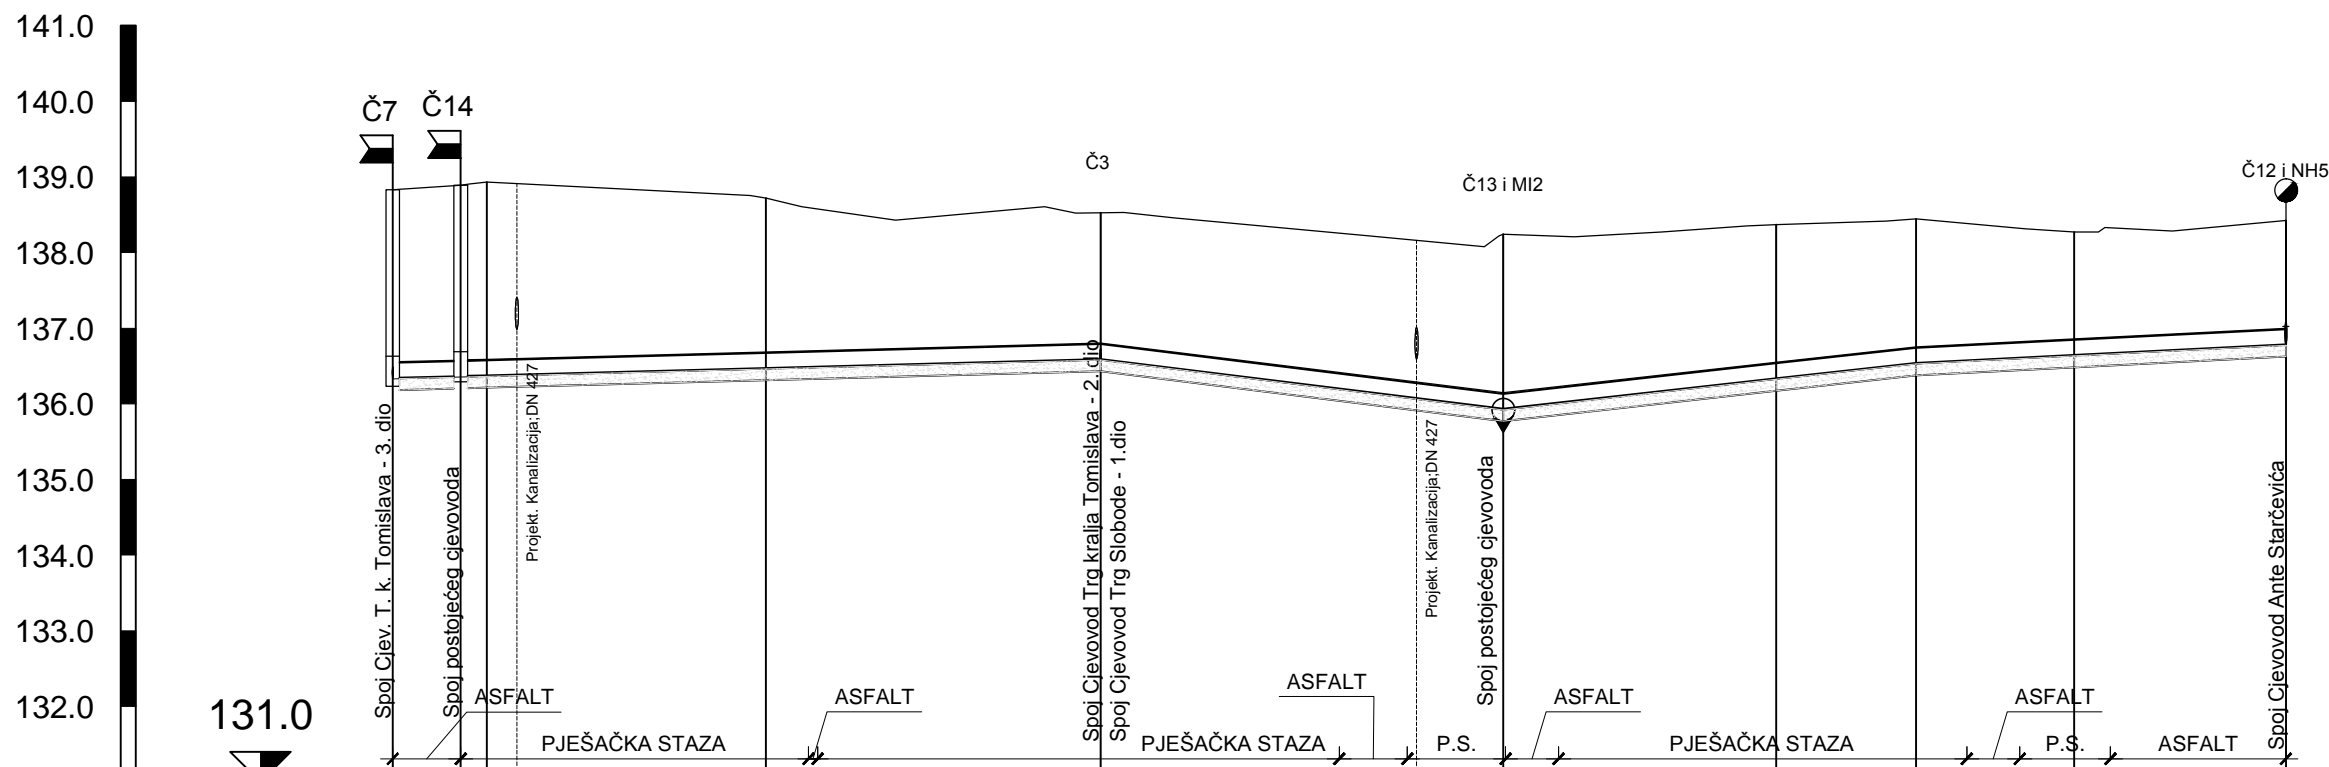 141.0
140.0
139.0
138.0
137.0
136.0
135.0
134.0
133.0
132.0
131.0
Č7
Č14
Č3
Č13 i MI2
Č12 i NH5
Spoj Cjev. T. k. Tomislava - 3. dio
Spoj postojećeg cjevovoda
Projekt. Kanalizacija;DN 427
Spoj Cjevovod Trg kralja Tomislava - 2. dio
Spoj Cjevovod Trg Slobode - 1.dio
Projekt. Kanalizacija;DN 427
Spoj postojećeg cjevovoda
Spoj Cjevovod Ante Starčevića
ASFALT
PJEŠAČKA STAZA
ASFALT
PJEŠAČKA STAZA
ASFALT
P.S.
ASFALT
PJEŠAČKA STAZA
ASFALT
P.S.
ASFALT